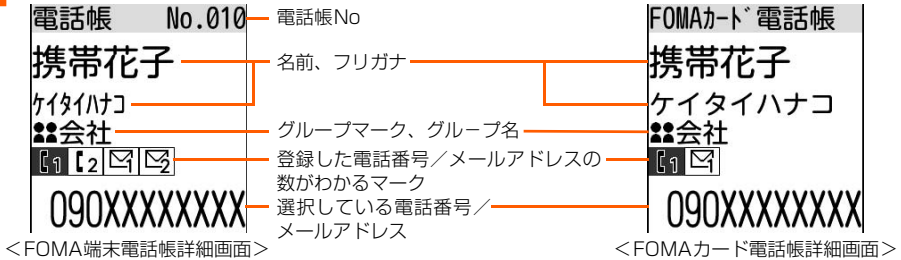 電話帳 No.010
携帯花子
ｹｲﾀｲﾊﾅｺ
会社
1 2 1 2
090XXXXXXXX
＜FOMA端末電話帳詳細画面＞
電話帳No
名前、フリガナ
グループマーク、グループ名
登録した電話番号／メールアドレスの
数がわかるマーク
選択している電話番号／
メールアドレス
FOMAｶｰﾄﾞ電話帳
携帯花子
ケイタイハナコ
会社
1 1
090XXXXXXXX
＜FOMAカード電話帳詳細画面＞